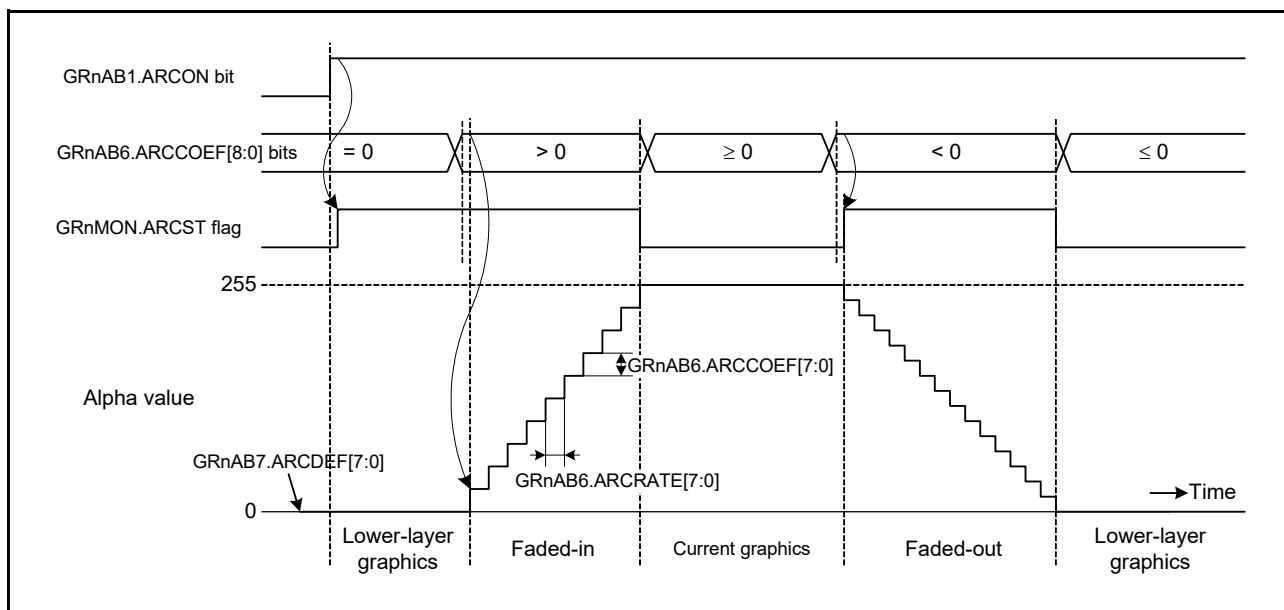 GRnAB1.ARCON bit
GRnAB6.ARCCOEF[8:0] bits
= 0
> 0
≥ 0
< 0
≤ 0
GRnMON.ARCST flag
255
GRnAB6.ARCCOEF[7:0]
Alpha value
GRnAB7.ARCDEF[7:0]
GRnAB6.ARCRATE[7:0]
Time
0
Lower-layer
graphics
Faded-in
Current graphics
Faded-out
Lower-layer
graphics